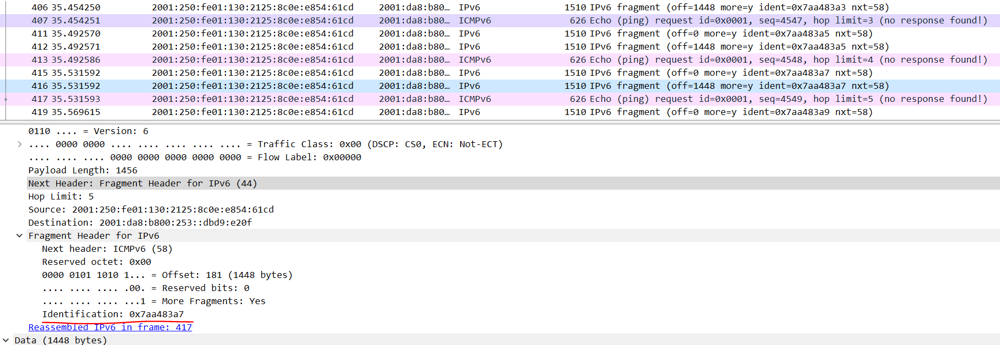 406 35.454250 2001:250:fe01:130:2125:8c0e:e854:61cd 2001:da8:b80… IPv6 1510 IPv6 fragment (off=1448 more=y ident=0x7aa483a3 nxt=58)
407 35.454251 2001:250:fe01:130:2125:8c0e:e854:61cd 2001:da8:b80… ICMPv6 626 Echo (ping) request id=0x0001, seq=4547, hop limit=3 (no response found!)
411 35.492570 2001:250:fe01:130:2125:8c0e:e854:61cd 2001:da8:b80… IPv6 1510 IPv6 fragment (off=0 more=y ident=0x7aa483a5 nxt=58)
412 35.492571 2001:250:fe01:130:2125:8c0e:e854:61cd 2001:da8:b80… IPv6 1510 IPv6 fragment (off=1448 more=y ident=0x7aa483a5 nxt=58)
413 35.492586 2001:250:fe01:130:2125:8c0e:e854:61cd 2001:da8:b80… ICMPv6 626 Echo (ping) request id=0x0001, seq=4548, hop limit=4 (no response found!)
415 35.531592 2001:250:fe01:130:2125:8c0e:e854:61cd 2001:da8:b80… IPv6 1510 IPv6 fragment (off=0 more=y ident=0x7aa483a7 nxt=58)
416 35.531592 2001:250:fe01:130:2125:8c0e:e854:61cd 2001:da8:b80… IPv6 1510 IPv6 fragment (off=1448 more=y ident=0x7aa483a7 nxt=58)
417 35.531593 2001:250:fe01:130:2125:8c0e:e854:61cd 2001:da8:b80… ICMPv6 626 Echo (ping) request id=0x0001, seq=4549, hop limit=5 (no response found!)
419 35.569615 2001:250:fe01:130:2125:8c0e:e854:61cd 2001:da8:b80… IPv6 1510 IPv6 fragment (off=0 more=y ident=0x7aa483a9 nxt=58)
0110 .... = Version: 6
.... 0000 0000 .... .... .... .... .... = Traffic Class: 0x00 (DSCP: CS0, ECN: Not-ECT)
.... .... .... 0000 0000 0000 0000 0000 = Flow Label: 0x00000
Payload Length: 1456
Next Header: Fragment Header for IPv6 (44)
Hop Limit: 5
Source: 2001:250:fe01:130:2125:8c0e:e854:61cd
Destination: 2001:da8:b800:253::dbd9:e20f
Fragment Header for IPv6
Next header: ICMPv6 (58)
Reserved octet: 0x00
0000 0101 1010 1... = Offset: 181 (1448 bytes)
.... .... .... .00. = Reserved bits: 0
.... .... .... ...1 = More Fragments: Yes
Identification: 0x7aa483a7
Reassembled IPv6 in frame: 417
Data (1448 bytes)